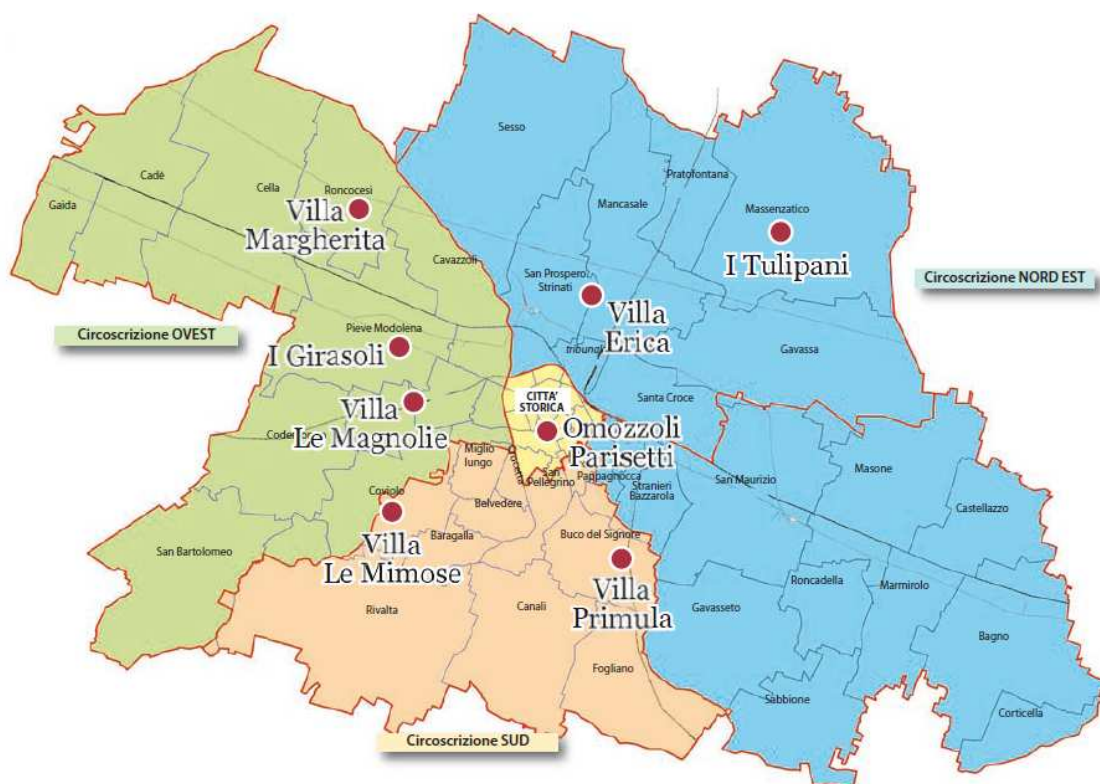 Sesso
Pratofontana
Cadè
Cella
Roncocesi
Gaida
Mancasale
Massenzatico
Villa
Margherita
Cavazzoli
San Prospero
Strinati
I Tulipani
Circoscrizione NORD EST
Circoscrizione OVEST
Pieve Modolena
Villa
Erica
I Girasoli
Gavassa
CITTA'
STORICA
Santa Croce
Villa
Le Magnolie
Omozzoli
Parisetti
Miglio
lungo
Crocetta
San
Pellegrino
Pappagnocca
Stranieri
Bazzarola
San Maurizio
Masone
Castellazzo
Coviolo
Belvedere
Baragalla
Buco del Signore
San Bartolomeo
Villa
Le Mimose
Villa
Primula
Rivalta
Canali
Gavasseto
Roncadella
Marmirolo
Bagno
Fogliano
Sabbione
Corticella
Circoscrizione SUD